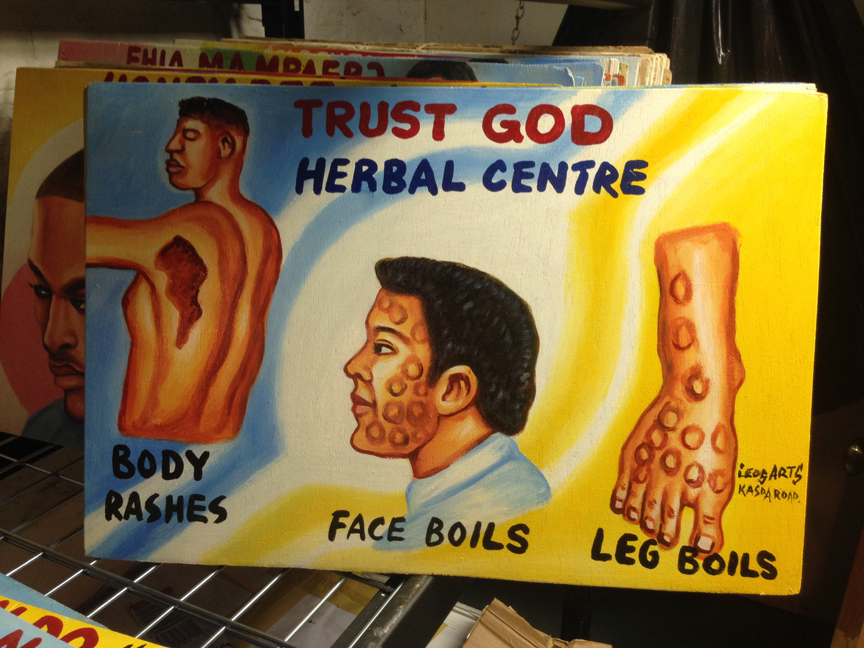 TRUST GOD
HERBAL CENTRE
BODY
RASHES
FACE BOILS
LEG BOILS
KASOA ROAD.